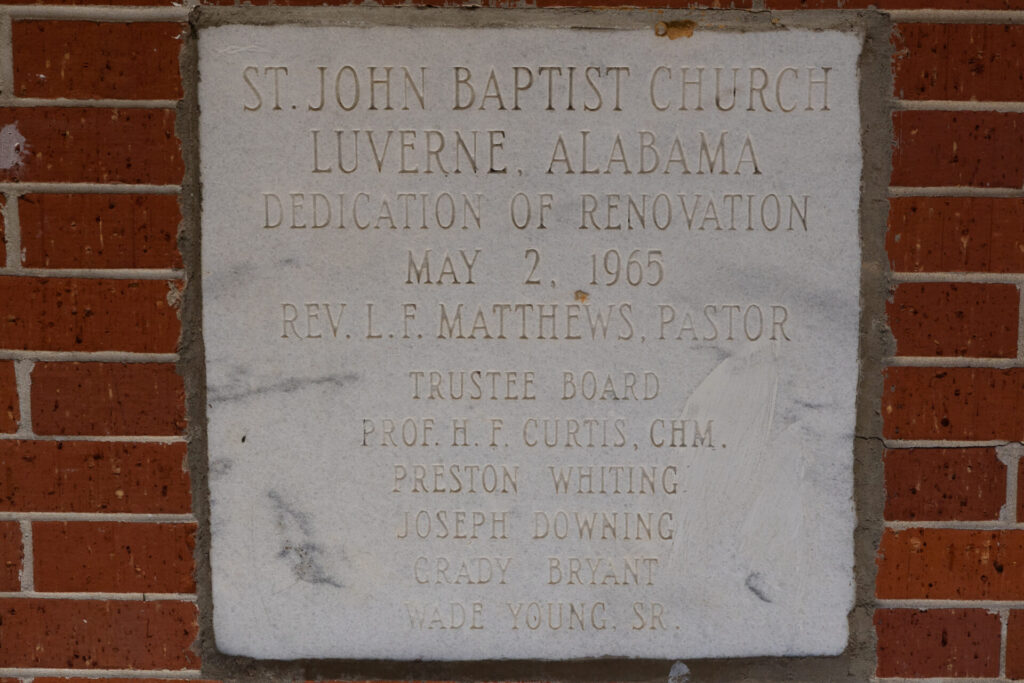 ST. JOHN BAPTIST CHURCH
LUVERNE, ALABAMA
DEDICATION OF RENOVATION
MAY 2, 1965
REV. L. F. MATTHEWS, PASTOR
TRUSTEE BOARD
PROF. H. F. CURTIS, CHM.
PRESTON WHITING
JOSEPH DOWNING
GRADY BRYANT
WADE YOUNG. SR.